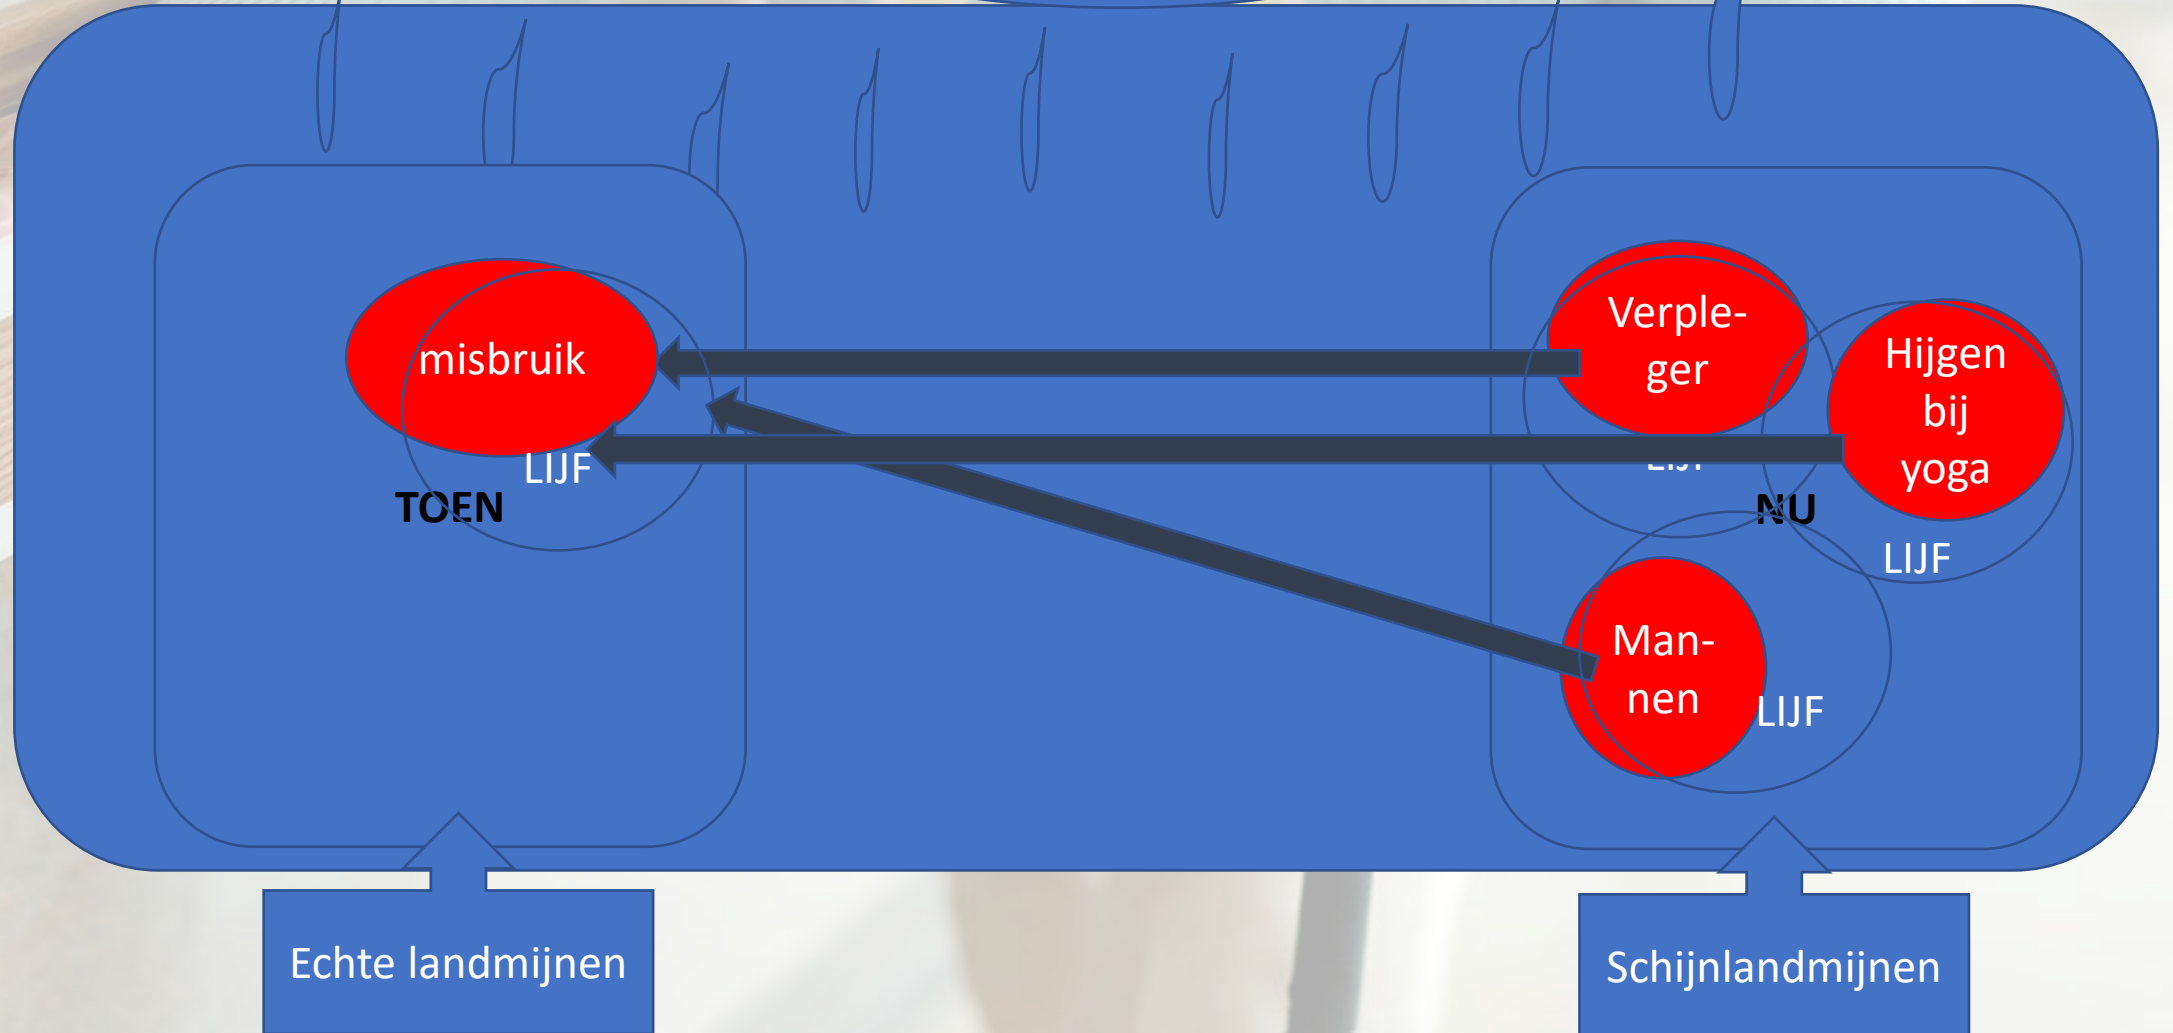 misbruik
LIJF
TOEN
Verple-
ger
Hijgen
bij
yoga
NU
LIJF
Man-
nen
LIJF
Echte landmijnen
Schijnlandmijnen